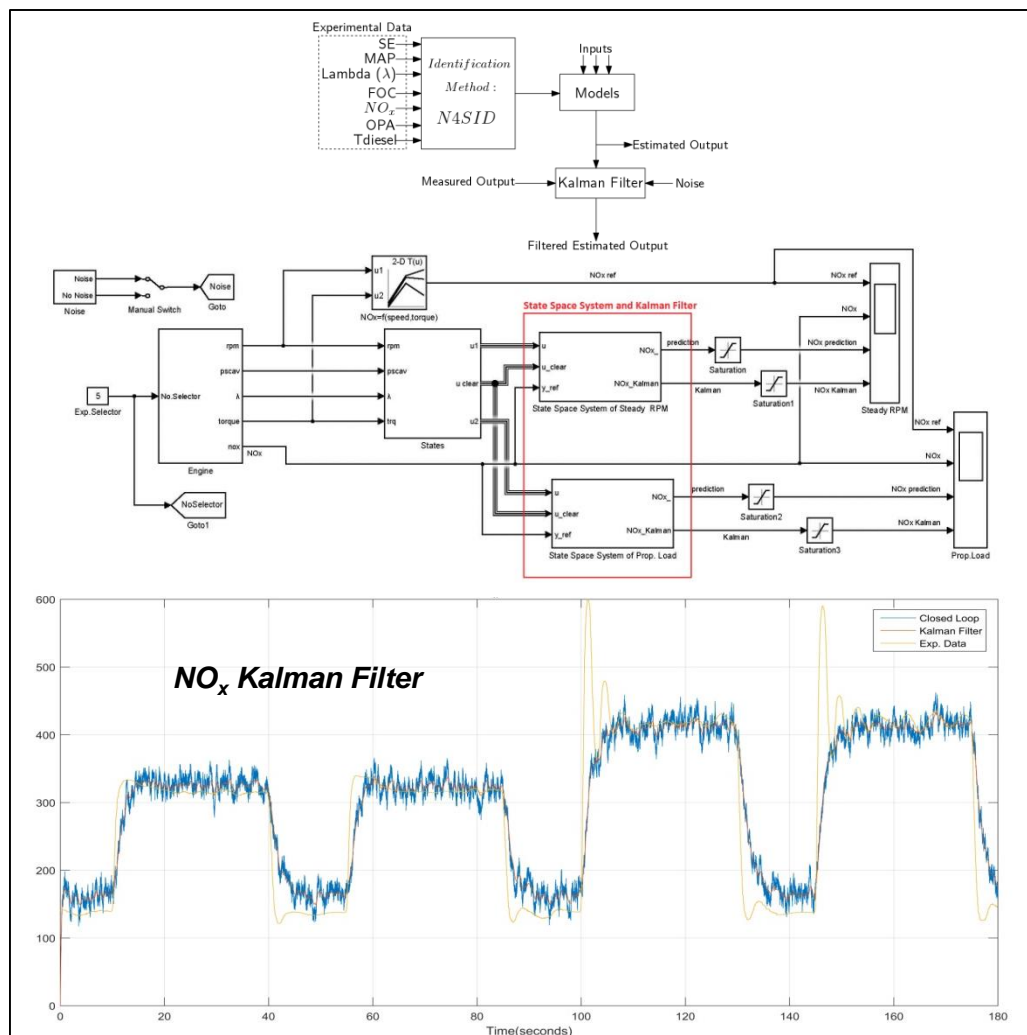 Experimental Data
SE
MAP
Lambda (λ)
FOC
NOx
OPA
Tdiesel
Identification
Method :
N4SID
Inputs
Models
Estimated Output
Measured Output
Kalman Filter
Noise
Filtered Estimated Output
Noise
No Noise
Noise
Manual Switch
Noise
Goto
2-D T(u)
u1
u2
NOx=f(speed,torque)
NOx ref
State Space System and Kalman Filter
5
Exp.Selector
No.Selector
rpm
pscav
λ
torque
nox
Engine
NOx
NoSelector
Goto1
rpm
pscav
λ
trq
u1
u clear
u2
States
u
u_clear
y_ref
NOx_
NOx_Kalman
State Space System of Steady RPM
prediction
Saturation
NOx prediction
Kalman
Saturation1
NOx Kalman
NOx ref
NOx
Steady RPM
u
u_clear
y_ref
NOx_
NOx_Kalman
State Space System of Prop. Load
prediction
Saturation2
NOx prediction
Kalman
Saturation3
NOx Kalman
NOx ref
NOx
Prop.Load
NOx Kalman Filter
Closed Loop
Kalman Filter
Exp. Data
600
500
400
300
200
100
0
0 20 40 60 80 100 120 140 160 180
Time(seconds)